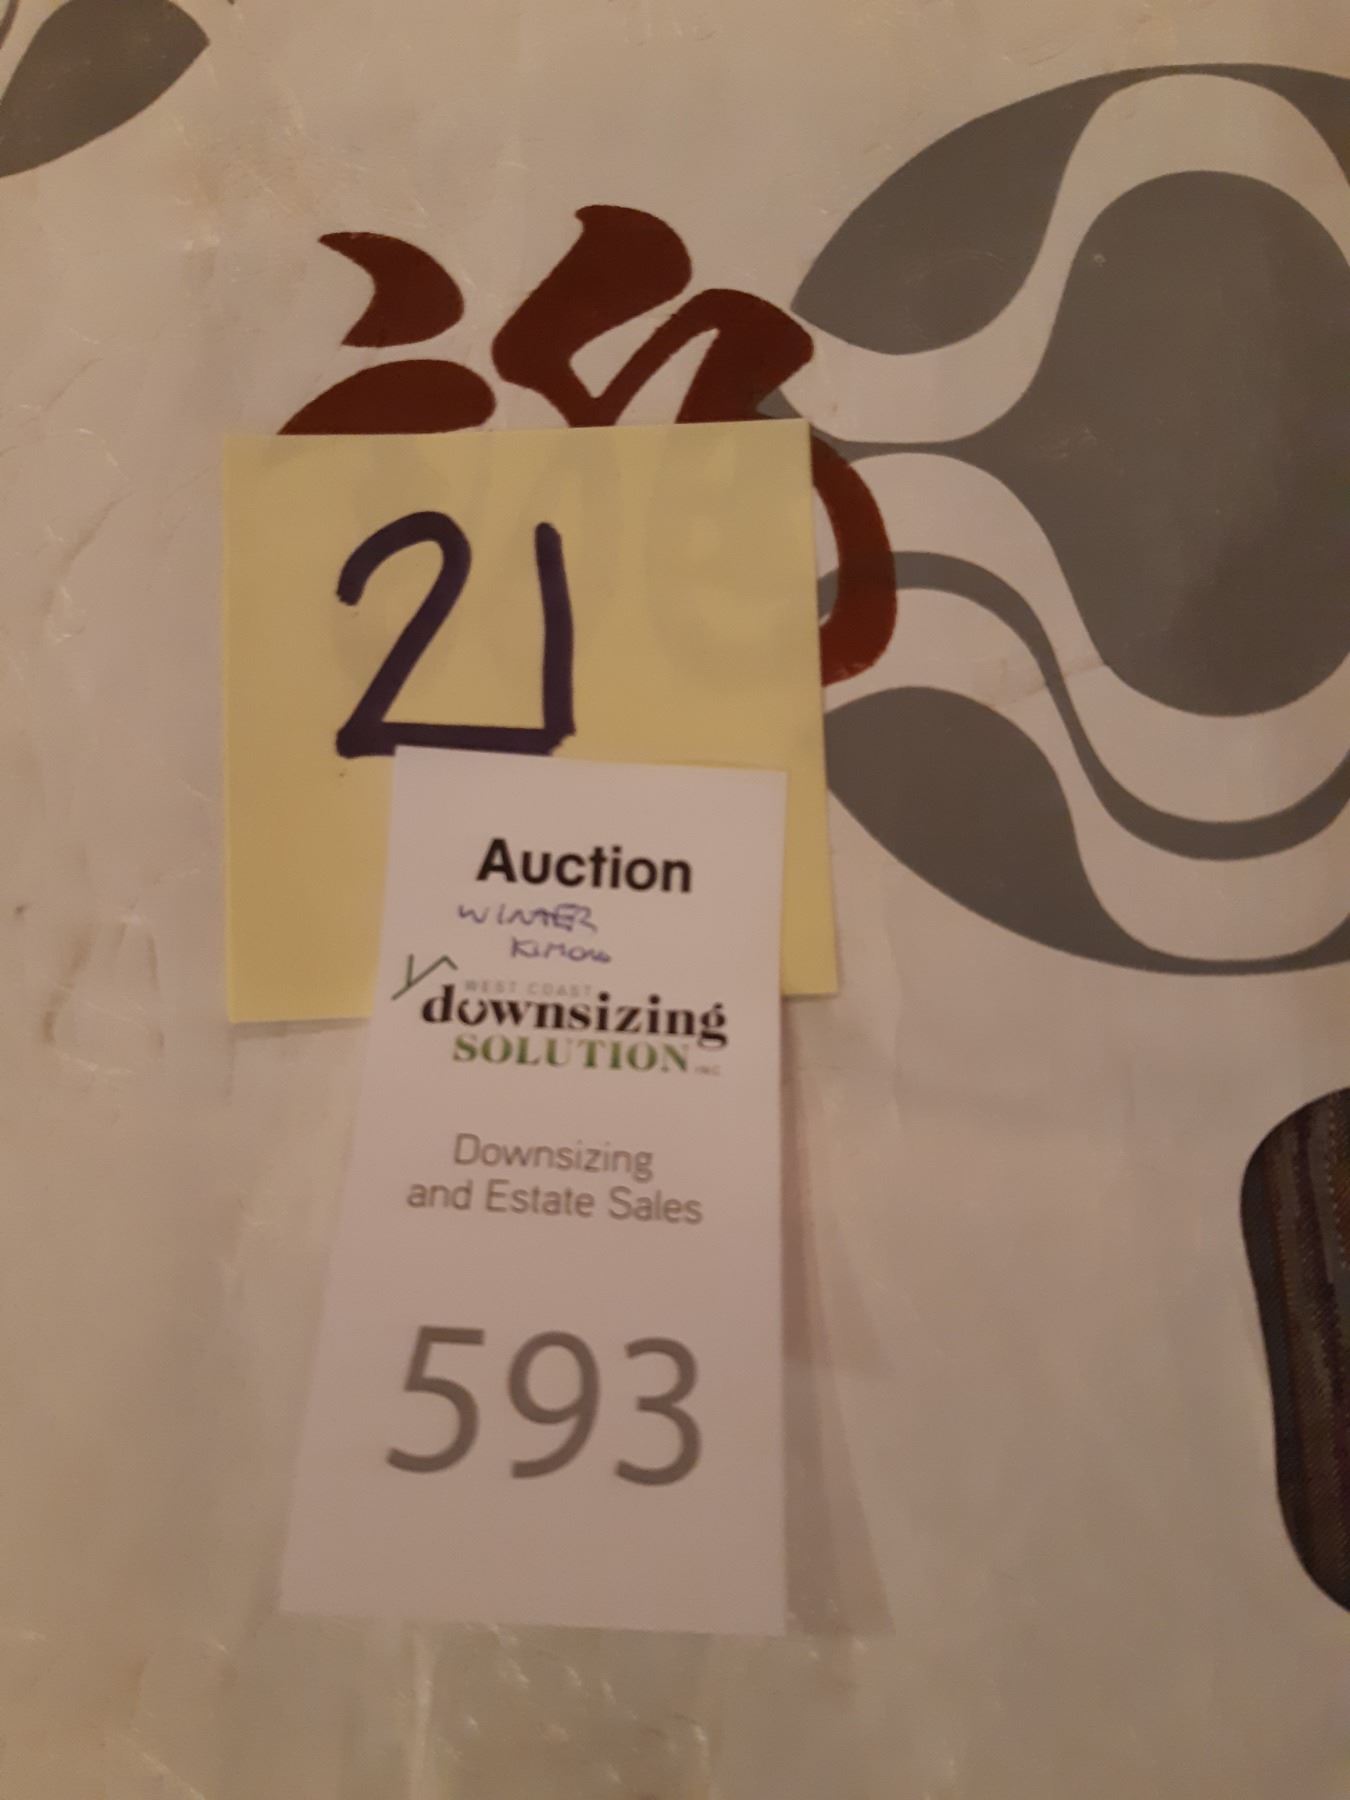 21
Auction
WINTER
KIMONO
WEST COAST
downsizing
SOLUTION INC
Downsizing
and Estate Sales
593